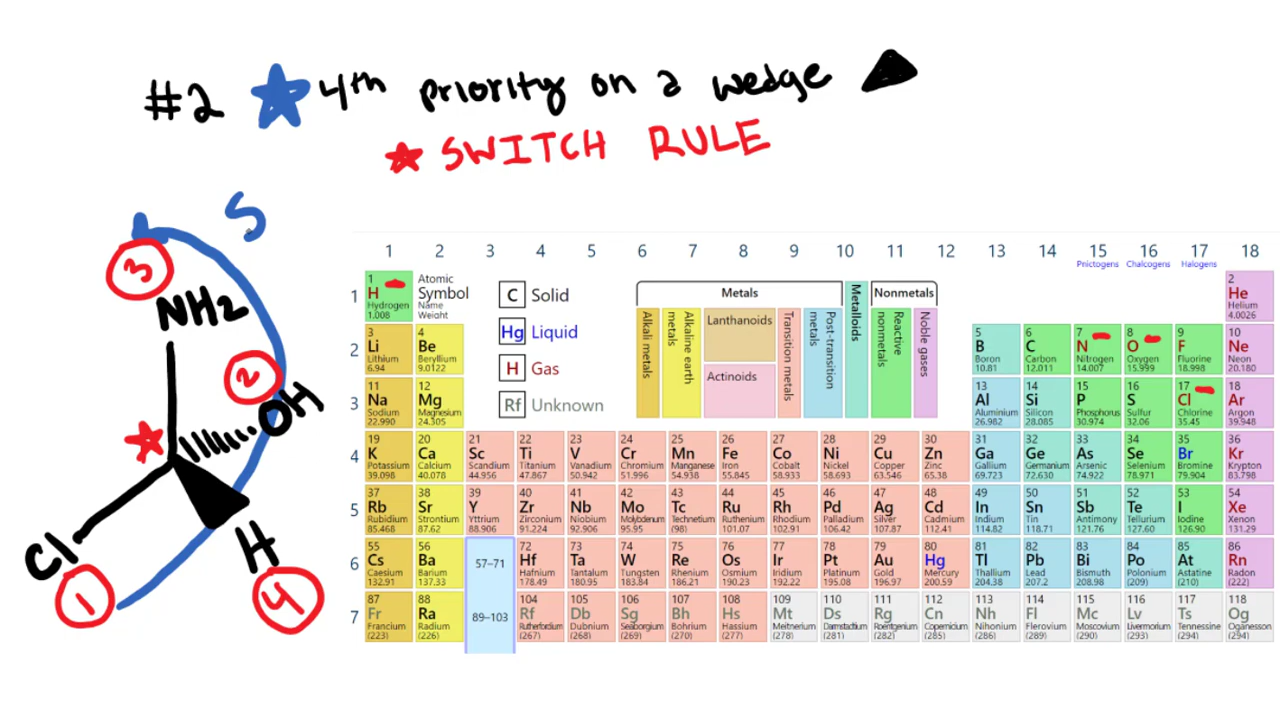 #2 4th priority on a wedge
SWITCH RULE
S
3
NH2
2
OH
Cl
H
1
4
1 2 3 4 5 6 7 8 9 10 11 12 13 14 15 16 17 18
Pnictogens Chalcogens Halogens
1 2 3 4 5 6 7
Atomic
Symbol
Name
Weight
C Solid
Hg Liquid
H Gas
Rf Unknown
Metals
Metalloids
Nonmetals
Alkali metals
Alkaline earth metals
Lanthanoids
Actinoids
Transition metals
Post-transition metals
Reactive nonmetals
Noble gases
1 H Hydrogen 1.008
2 He Helium 4.0026
3 Li Lithium 6.94
4 Be Beryllium 9.0122
5 B Boron 10.81
6 C Carbon 12.011
7 N Nitrogen 14.007
8 O Oxygen 15.999
9 F Fluorine 18.998
10 Ne Neon 20.180
11 Na Sodium 22.990
12 Mg Magnesium 24.305
13 Al Aluminium 26.982
14 Si Silicon 28.085
15 P Phosphorus 30.974
16 S Sulfur 32.06
17 Cl Chlorine 35.45
18 Ar Argon 39.948
19 K Potassium 39.098
20 Ca Calcium 40.078
21 Sc Scandium 44.956
22 Ti Titanium 47.867
23 V Vanadium 50.942
24 Cr Chromium 51.996
25 Mn Manganese 54.938
26 Fe Iron 55.845
27 Co Cobalt 58.933
28 Ni Nickel 58.693
29 Cu Copper 63.546
30 Zn Zinc 65.38
31 Ga Gallium 69.723
32 Ge Germanium 72.630
33 As Arsenic 74.922
34 Se Selenium 78.971
35 Br Bromine 79.904
36 Kr Krypton 83.798
37 Rb Rubidium 85.468
38 Sr Strontium 87.62
39 Y Yttrium 88.906
40 Zr Zirconium 91.224
41 Nb Niobium 92.906
42 Mo Molybdenum 95.95
43 Tc Technetium (98)
44 Ru Ruthenium 101.07
45 Rh Rhodium 102.91
46 Pd Palladium 106.42
47 Ag Silver 107.87
48 Cd Cadmium 112.41
49 In Indium 114.82
50 Sn Tin 118.71
51 Sb Antimony 121.76
52 Te Tellurium 127.60
53 I Iodine 126.90
54 Xe Xenon 131.29
55 Cs Caesium 132.91
56 Ba Barium 137.33
57–71
72 Hf Hafnium 178.49
73 Ta Tantalum 180.95
74 W Tungsten 183.84
75 Re Rhenium 186.21
76 Os Osmium 190.23
77 Ir Iridium 192.22
78 Pt Platinum 195.08
79 Au Gold 196.97
80 Hg Mercury 200.59
81 Tl Thallium 204.38
82 Pb Lead 207.2
83 Bi Bismuth 208.98
84 Po Polonium (209)
85 At Astatine (210)
86 Rn Radon (222)
87 Fr Francium (223)
88 Ra Radium (226)
89–103
104 Rf Rutherfordium (267)
105 Db Dubnium (268)
106 Sg Seaborgium (269)
107 Bh Bohrium (270)
108 Hs Hassium (277)
109 Mt Meitnerium (278)
110 Ds Darmstadtium (281)
111 Rg Roentgenium (282)
112 Cn Copernicium (285)
113 Nh Nihonium (286)
114 Fl Flerovium (289)
115 Mc Moscovium (290)
116 Lv Livermorium (293)
117 Ts Tennessine (294)
118 Og Oganesson (294)